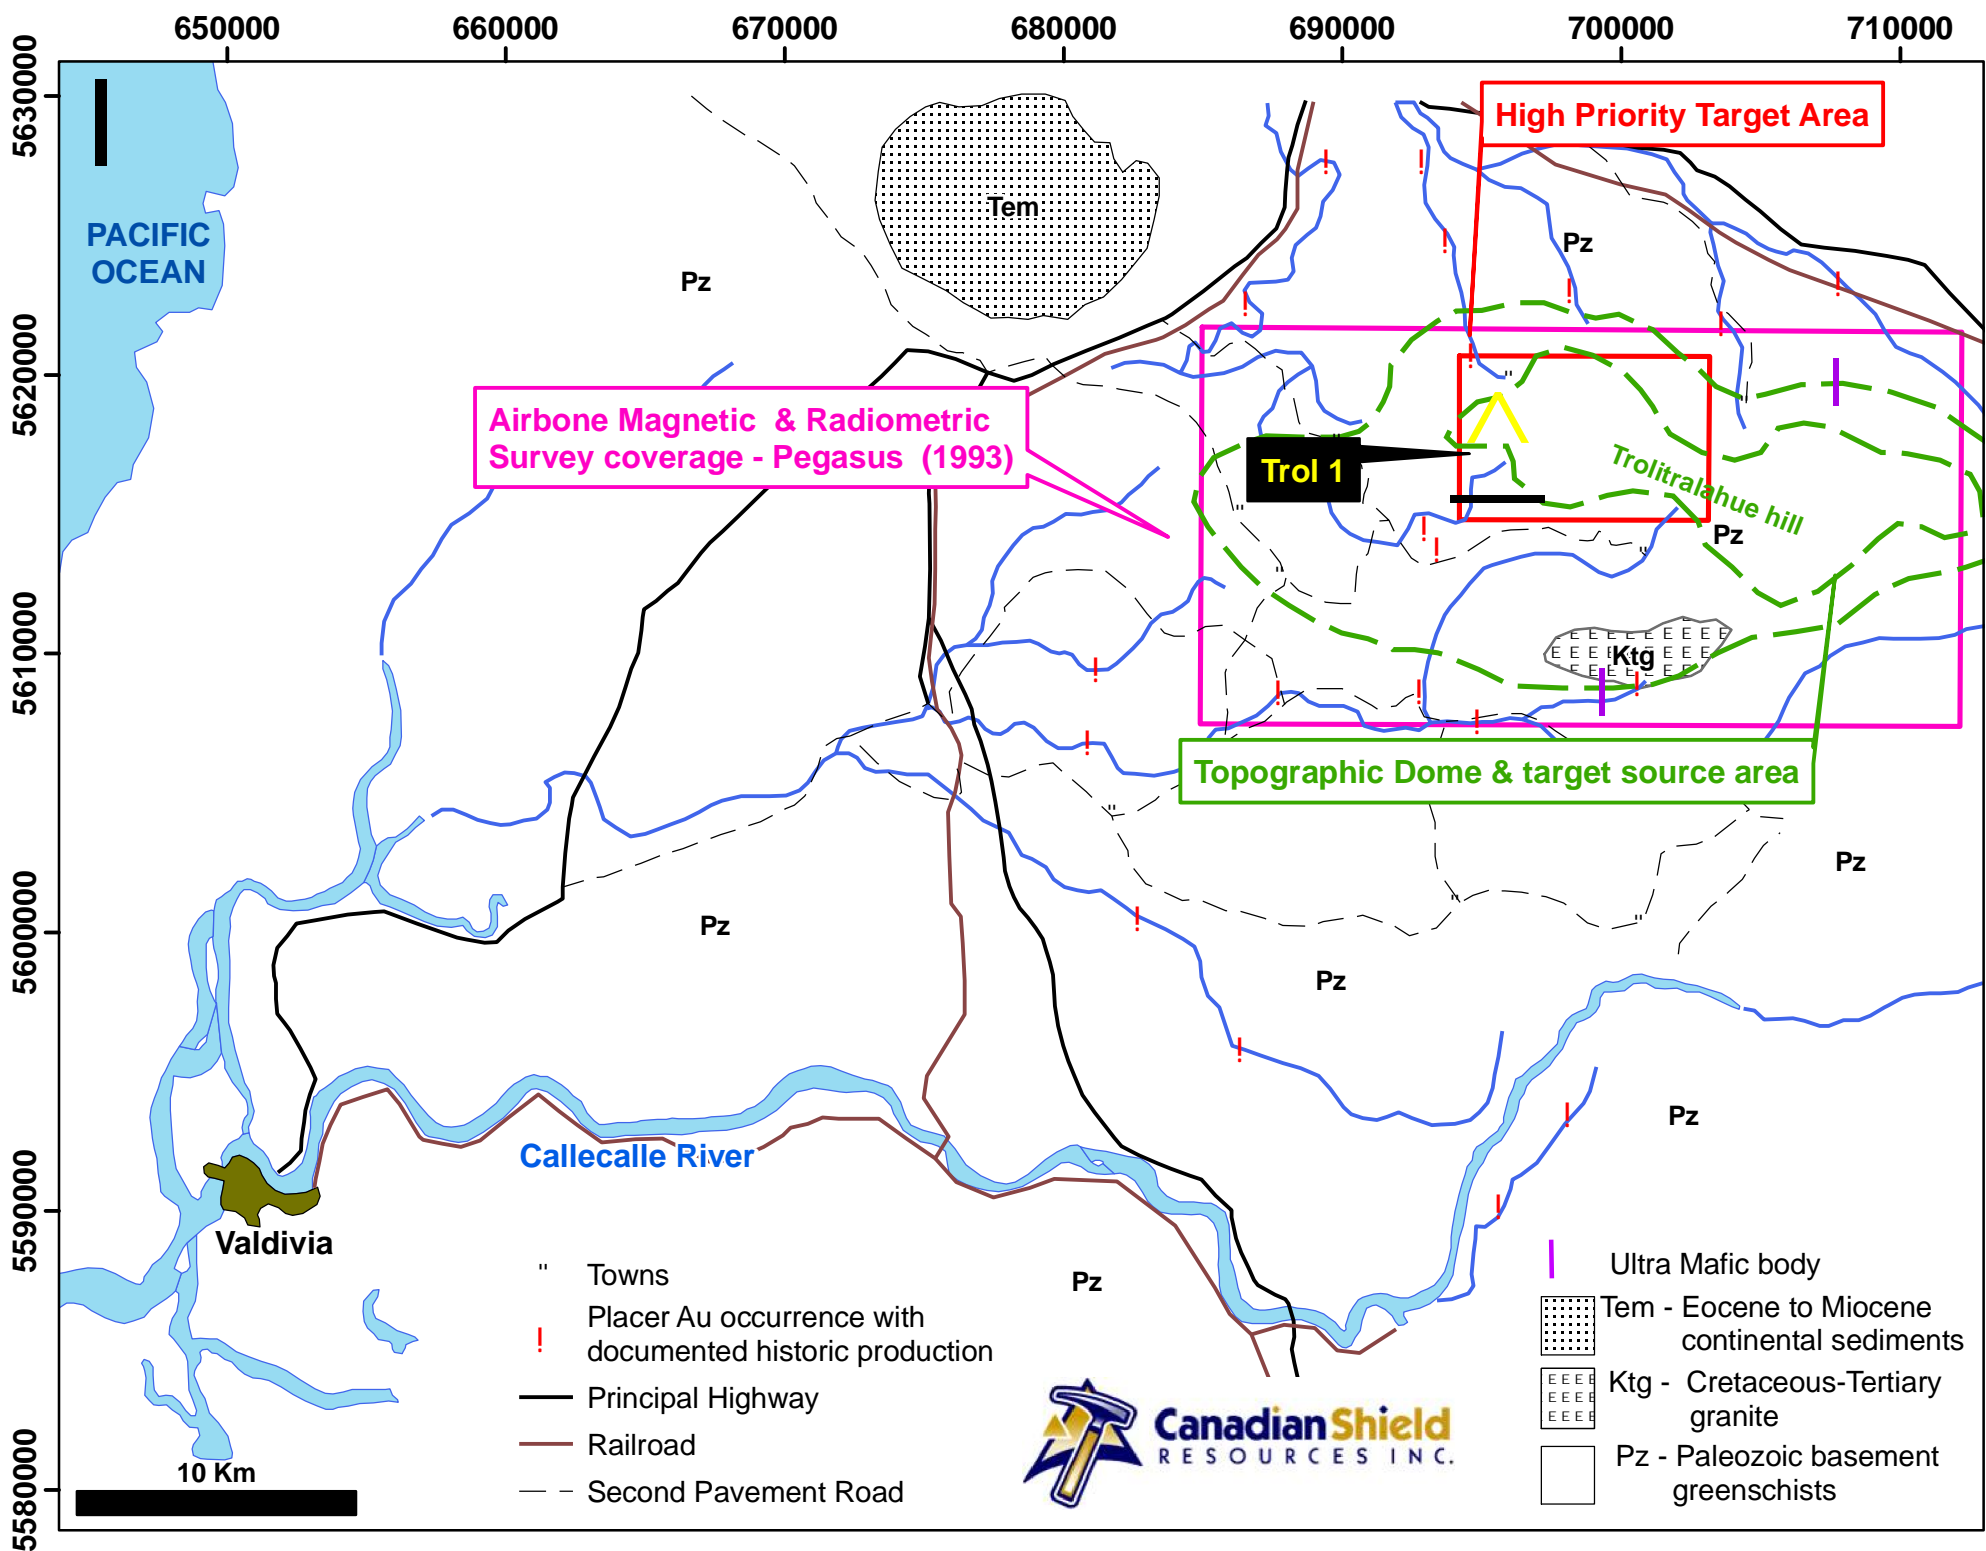 650000 660000 670000 680000 690000 700000 710000
5630000
5620000
5610000
5600000
5590000
5580000
High Priority Target Area
PACIFIC
OCEAN
Tem
Pz
Pz
Airbone Magnetic & Radiometric
Survey coverage - Pegasus (1993)
Trol 1
Trolitralahue hill
Pz
Ktg
Topographic Dome & target source area
Pz
Pz
Pz
Pz
Callecalle River
Valdivia
Pz
10 Km
" Towns
! Placer Au occurrence with
documented historic production
Principal Highway
Railroad
Second Pavement Road
CanadianShield
RESOURCES INC.
Ultra Mafic body
Tem - Eocene to Miocene
continental sediments
Ktg - Cretaceous-Tertiary
granite
Pz - Paleozoic basement
greenschists